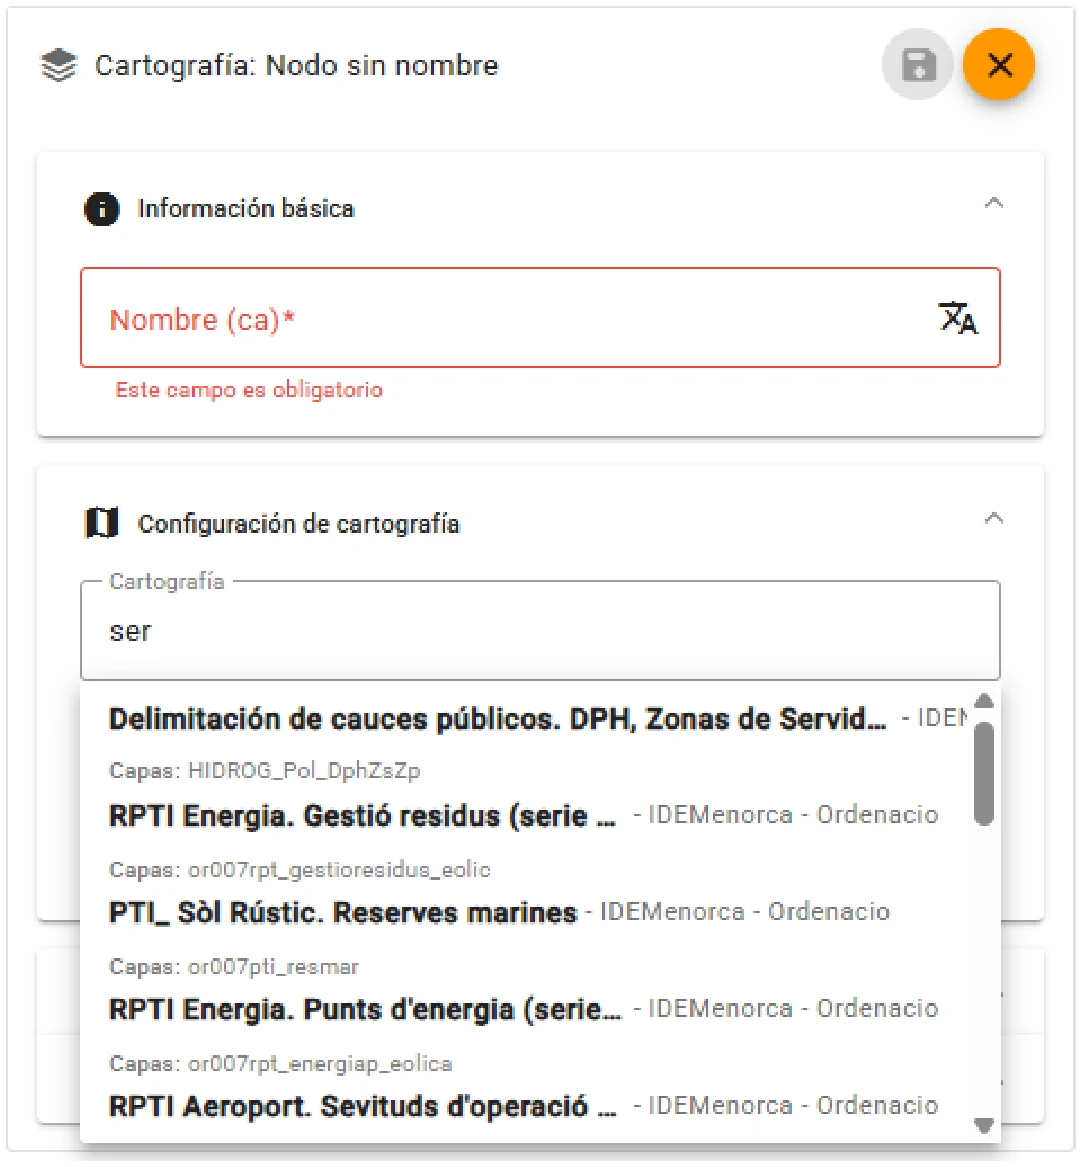 Cartografía: Nodo sin nombre
Información básica
Nombre (ca)*
Este campo es obligatorio
Configuración de cartografía
Cartografía
ser
Delimitación de cauces públicos. DPH, Zonas de Servid... - IDEM
Capas: HIDROG_Pol_DphZsZp
RPTI Energia. Gestió residus (serie ... - IDEMenorca - Ordenacio
Capas: or007rpt_gestioresidus_eolic
PTI_ Sòl Rústic. Reserves marines - IDEMenorca - Ordenacio
Capas: or007pti_resmar
RPTI Energia. Punts d'energia (serie... - IDEMenorca - Ordenacio
Capas: or007rpt_energiap_eolica
RPTI Aeroport. Sevituds d'operació ... - IDEMenorca - Ordenacio